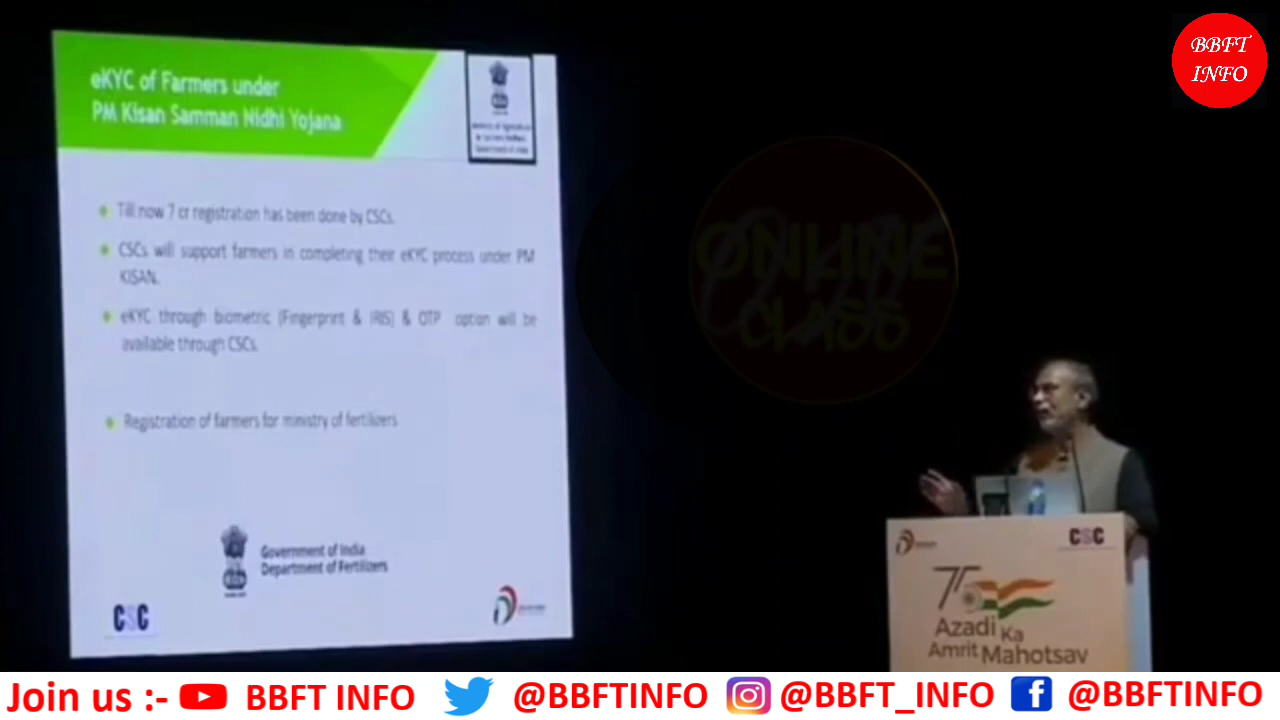 eKYC of Farmers under
PM Kisan Samman Nidhi Yojana
Till now 7 cr registration has been done by CSCs.
CSCs will support farmers in completing their eKYC process under PM
KISAN.
eKYC through biometric (Fingerprint & IRIS) & OTP option will be
available through CSCs.
Registration of farmers for ministry of fertilizers
Government of India
Department of Fertilizers
CSC
BBFT
INFO
ONLINE
CLASS
CSC
75
Azadi Ka
Amrit Mahotsav
Join us :- BBFT INFO @BBFTINFO @BBFT_INFO @BBFTINFO